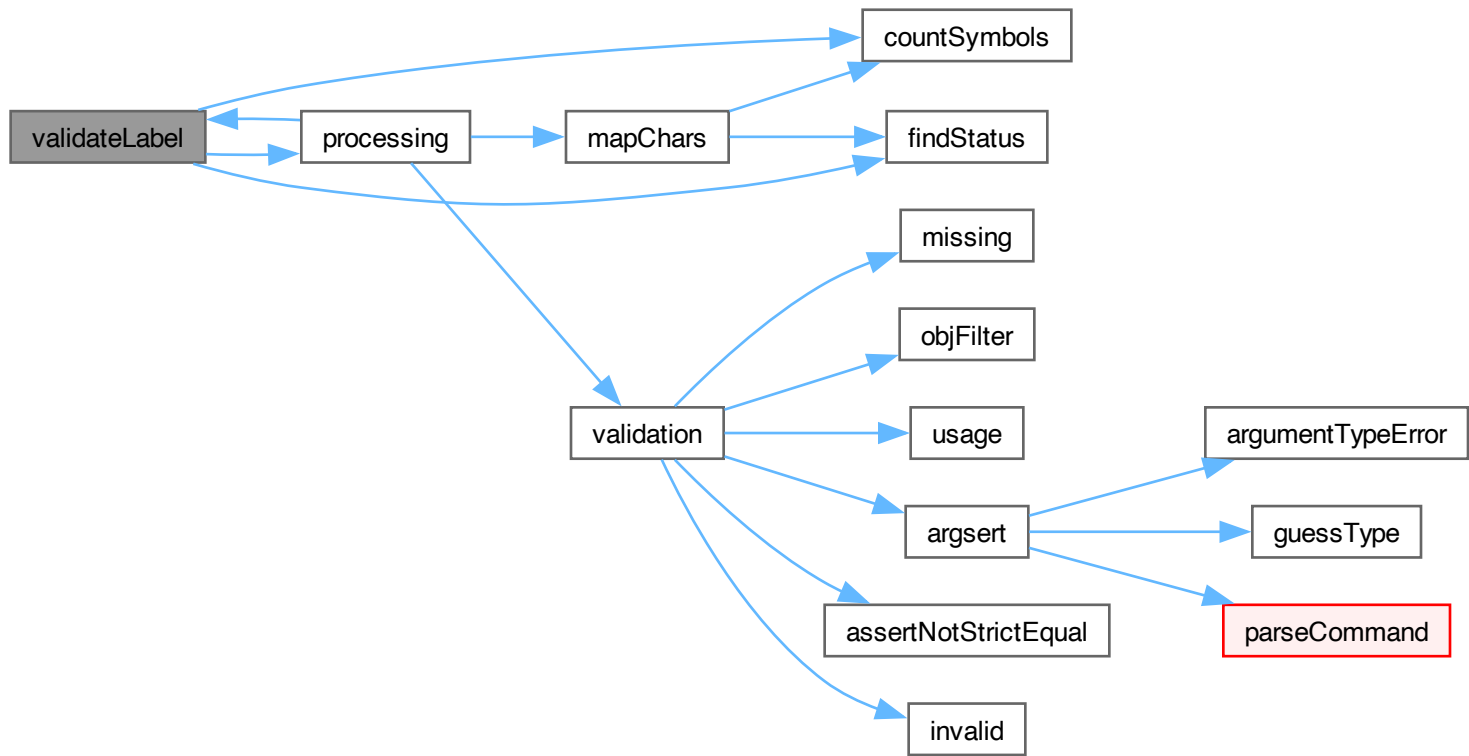 countSymbols
validateLabel
processing
mapChars
findStatus
missing
objFilter
validation
usage
argumentTypeError
argsert
guessType
assertNotStrictEqual
parseCommand
invalid